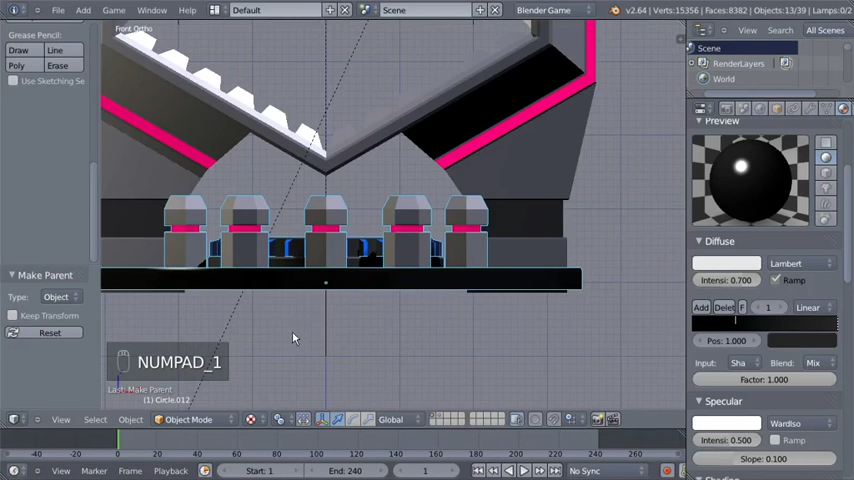 File Add Game Window Help Default Scene Blender Game v2.64 | Verts:15356 | Faces:8382 | Objects:13/39 | Lamps:0/2
Front Ortho
Grease Pencil:
Draw Line
Poly Erase
Use Sketching Se
Make Parent
Type: Object
Keep Transform
Reset
NUMPAD_1
Last: Make Parent
(1) Circle.012
View Select Object Object Mode Global
-40 -20 0 20 40 60 80 100 120 140 160 180 200 220 240 260
View Marker Frame Playback Start: 1 End: 240 1 No Sync
View Search All Scenes
Scene
RenderLayers
World
Preview
Diffuse
Lambert
Intensi: 0.700 Ramp
Add Delet F 1 Linear
Pos: 1.000
Input: Sha Blend: Mix
Factor: 1.000
Specular
WardIso
Intensi: 0.500 Ramp
Slope: 0.100